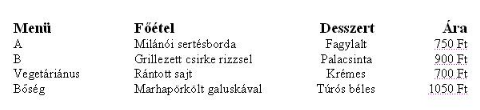 Menü Főétel Desszert Ára
A Milánói sertésborda Fagylalt 750 Ft
B Grillezett csirke rizzsel Palacsinta 900 Ft
Vegetáriánus Rántott sajt Krémes 700 Ft
Bőség Marhapörkölt galuskával Túrós béles 1050 Ft